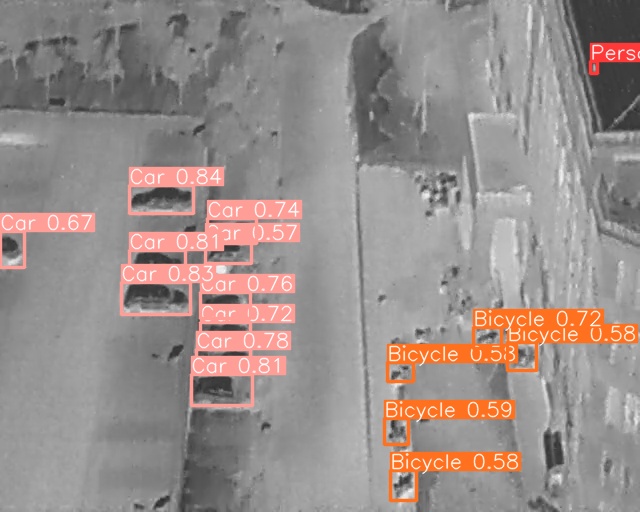 Perso
Car 0.84
Car 0.74
Car 0.67
Car 0.57
Car 0.81
Car 0.83
Car 0.76
Car 0.72
Bicycle 0.72
Bicycle 0.58
Car 0.78
Bicycle 0.58
Car 0.81
Bicycle 0.59
Bicycle 0.58